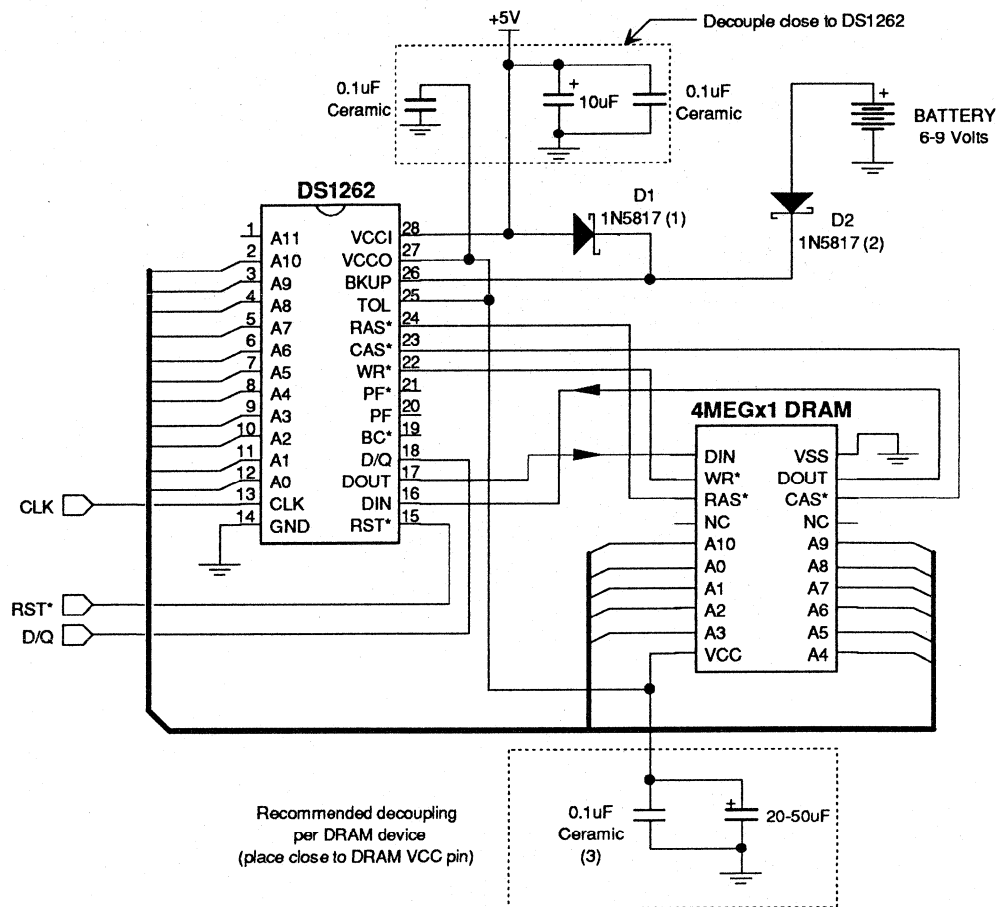 +5V
Decouple close to DS1262
0.1uF
Ceramic
+
10uF
0.1uF
Ceramic
+
BATTERY
6-9 Volts
D1
1N5817 (1)
D2
1N5817 (2)
DS1262
1 A11 VCCI 28
2 A10 VCCO 27
3 A9 BKUP 26
4 A8 TOL 25
5 A7 RAS* 24
6 A6 CAS* 23
7 A5 WR* 22
8 A4 PF* 21
9 A3 PF 20
10 A2 BC* 19
11 A1 D/Q 18
12 A0 DOUT 17
13 CLK DIN 16
14 GND RST* 15
CLK
RST*
D/Q
4MEGx1 DRAM
DIN VSS
WR* DOUT
RAS* CAS*
NC NC
A10 A9
A0 A8
A1 A7
A2 A6
A3 A5
VCC A4
Recommended decoupling
per DRAM device
(place close to DRAM VCC pin)
0.1uF
Ceramic
(3)
+
20-50uF